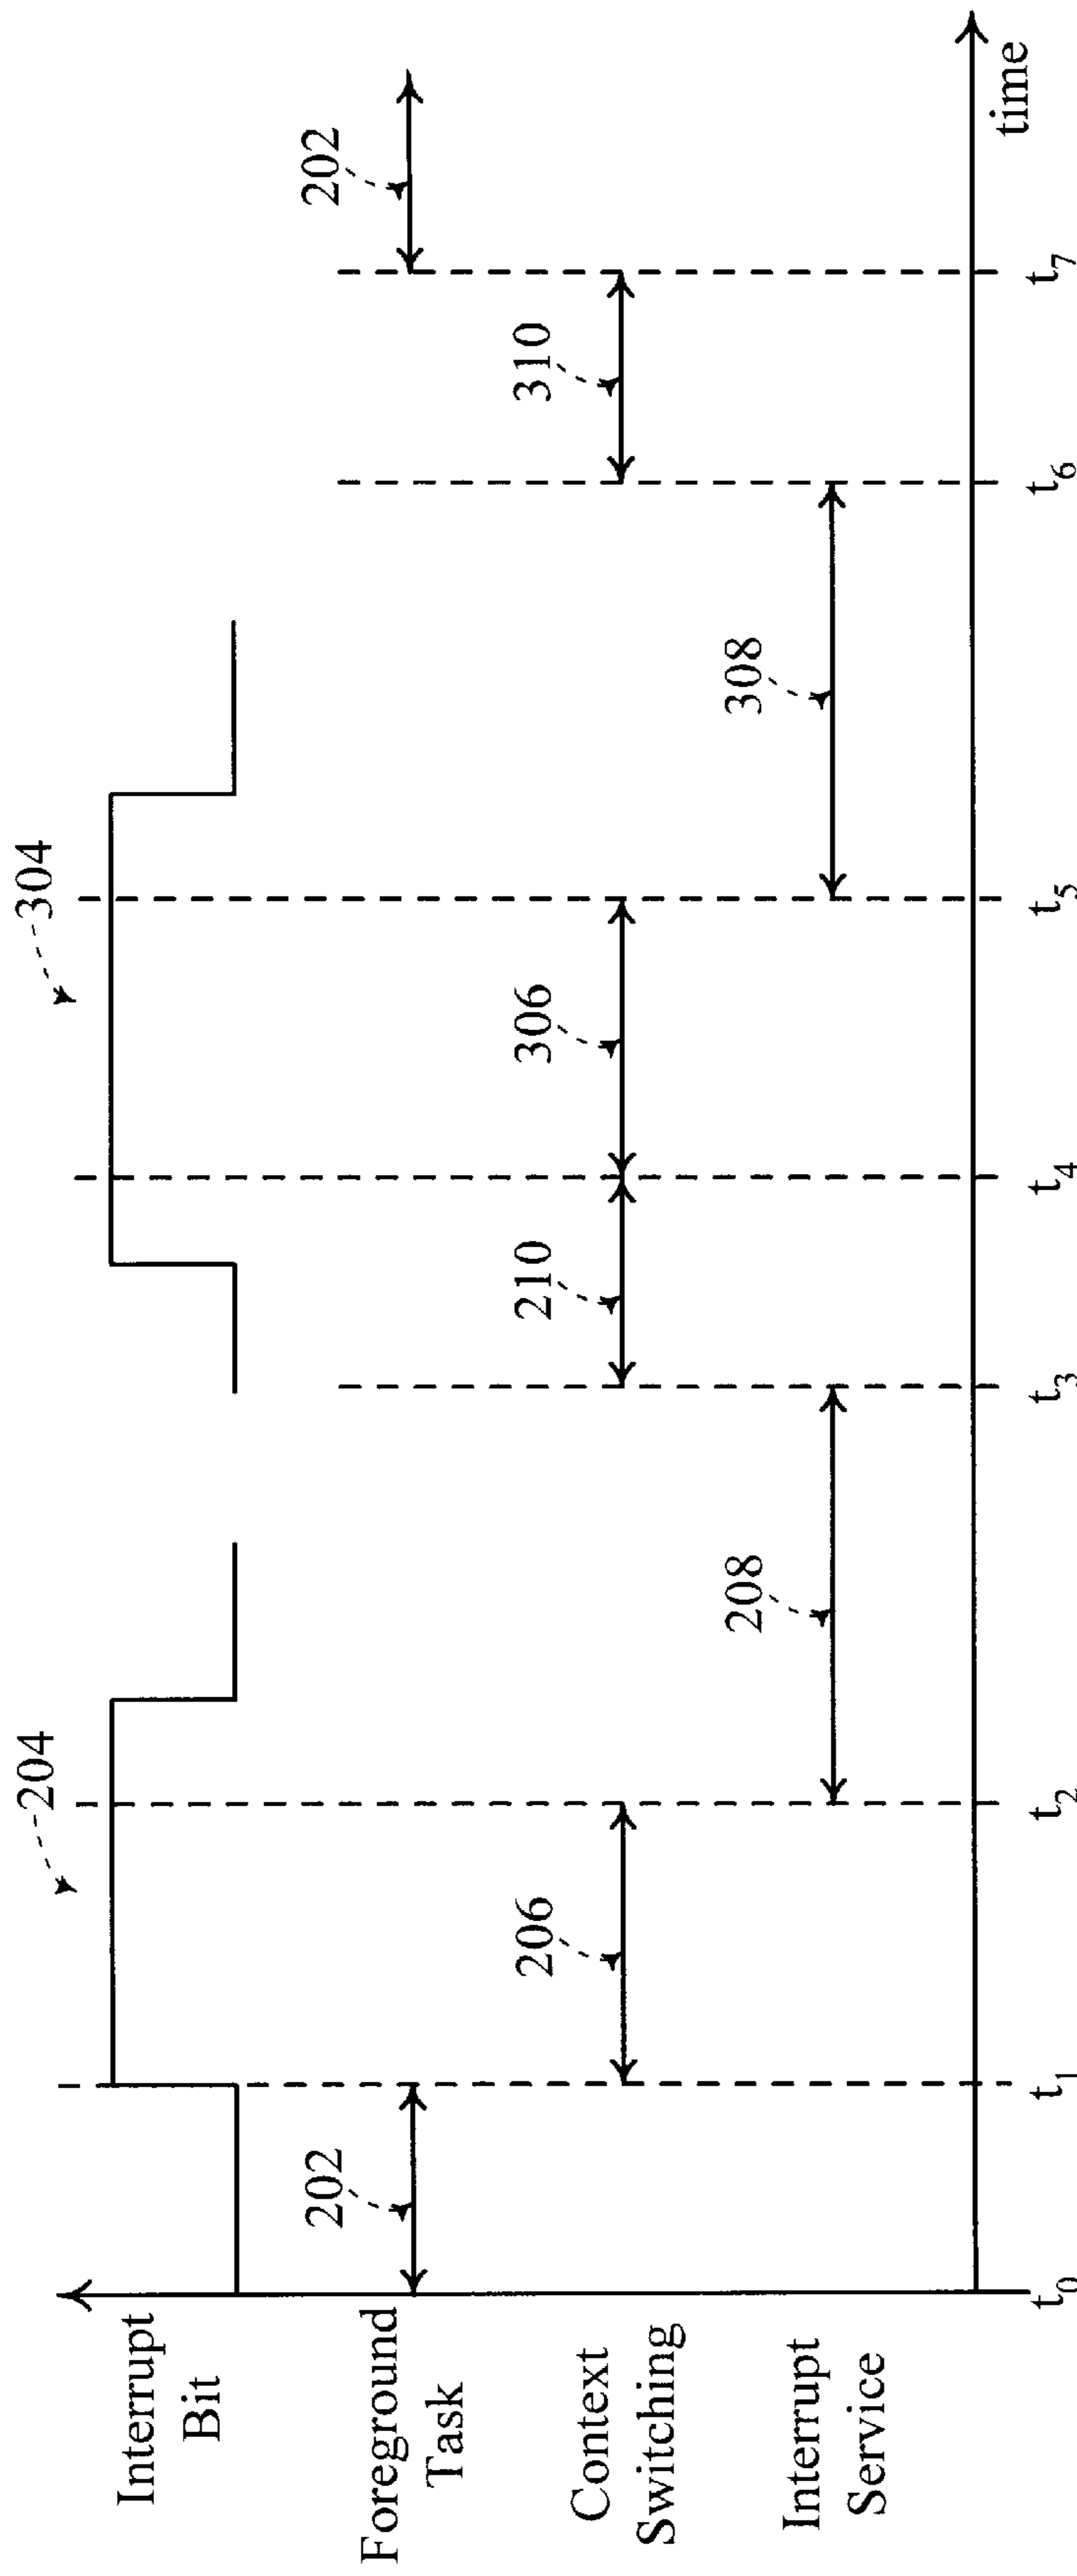 204
304
Interrupt
Bit
202
202
Foreground
Task
206
210
306
310
Context
Switching
208
308
Interrupt
Service
t0
t1
t2
t3
t4
t5
t6
t7
time